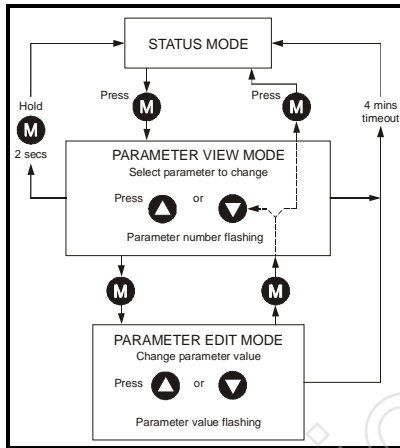 STATUS MODE
Press
Press
M
M
Hold
M
2 secs
4 mins
timeout
PARAMETER VIEW MODE
Select parameter to change
Press or
Parameter number flashing
M
M
PARAMETER EDIT MODE
Change parameter value
Press or
Parameter value flashing